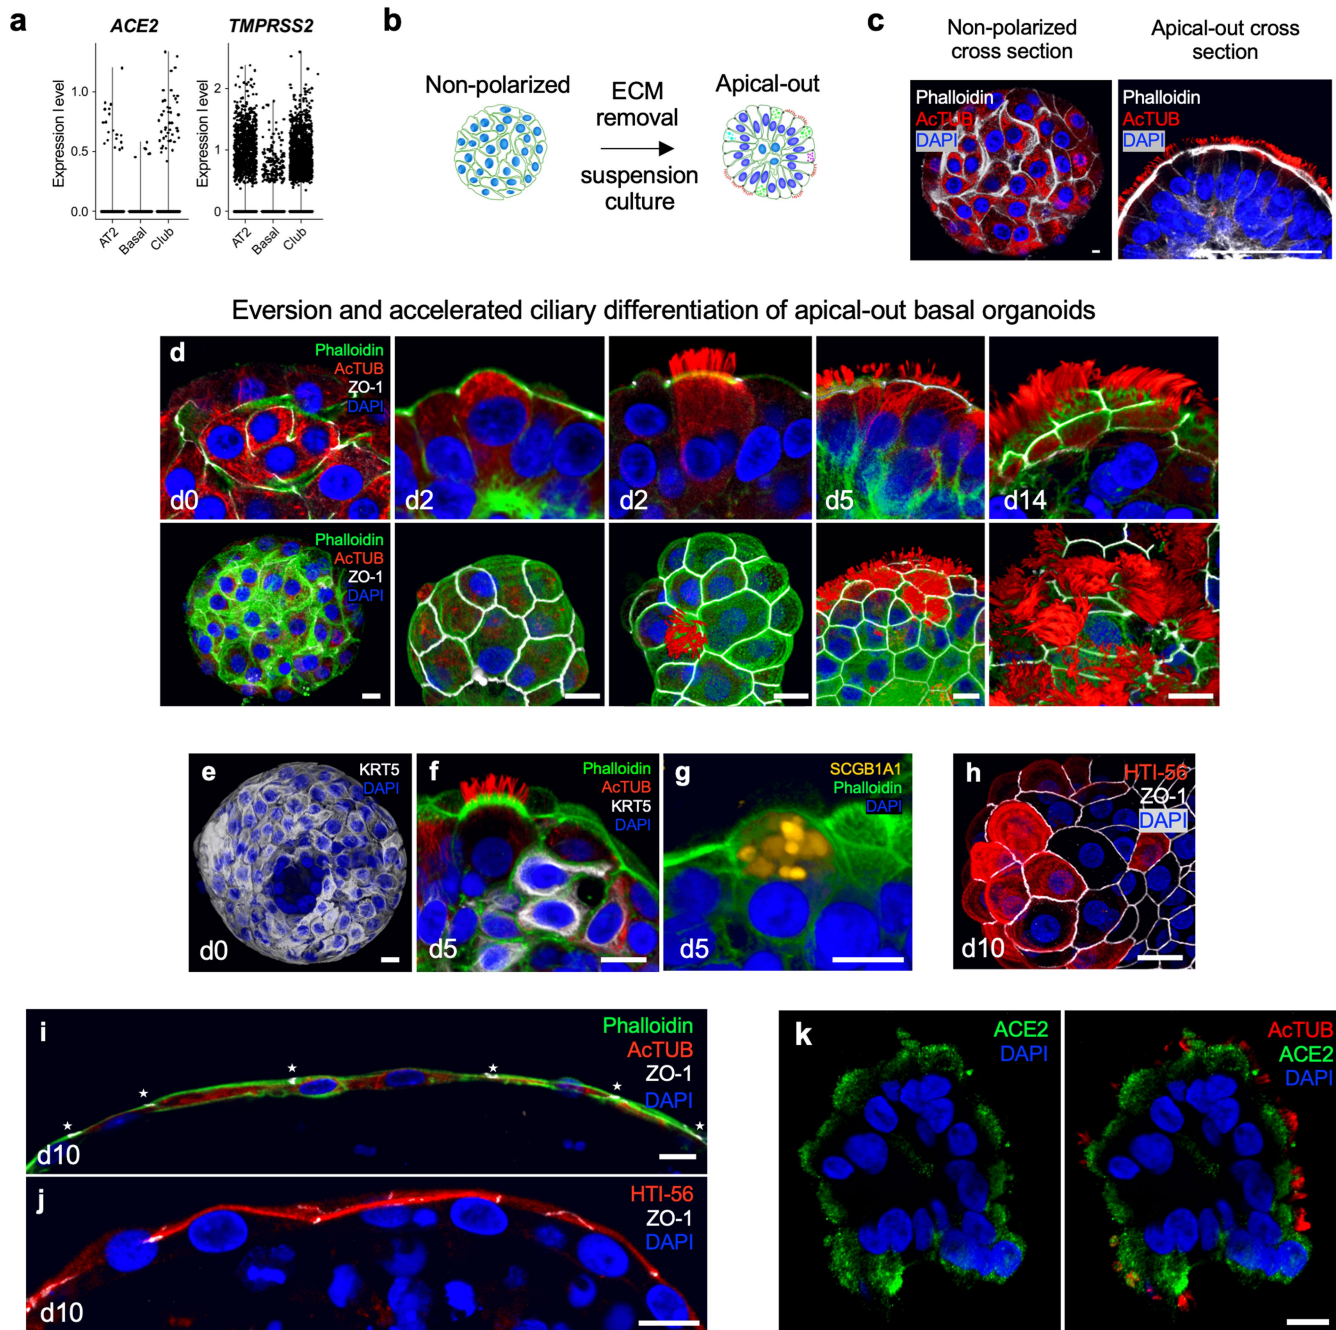 a
ACE2
TMPRSS2
Expression level
1.0
0.5
0.0
AT2
Basal
Club
Expression level
2
1
0
AT2
Basal
Club
b
Non-polarized
ECM
removal
suspension
culture
Apical-out
c
Non-polarized
cross section
Apical-out cross
section
Phalloidin
AcTUB
DAPI
Phalloidin
AcTUB
DAPI
Eversion and accelerated ciliary differentiation of apical-out basal organoids
d
Phalloidin
AcTUB
ZO-1
DAPI
d0
d2
d2
d5
d14
Phalloidin
AcTUB
ZO-1
DAPI
e
KRT5
DAPI
d0
f
Phalloidin
AcTUB
KRT5
DAPI
d5
g
SCGB1A1
Phalloidin
DAPI
d5
h
HTI-56
ZO-1
DAPI
d10
i
Phalloidin
AcTUB
ZO-1
DAPI
d10
j
HTI-56
ZO-1
DAPI
d10
k
ACE2
DAPI
AcTUB
ACE2
DAPI